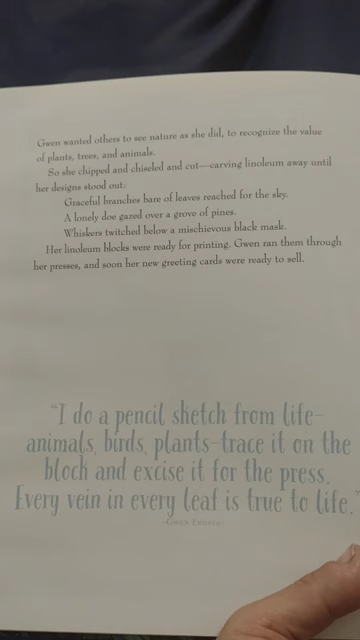 Gwen wanted others to see nature as she did, to recognize the value
of plants, trees, and animals.
So she chipped and chiseled and cut—carving linoleum away until
her designs stood out:
Graceful branches bare of leaves reached for the sky.
A lonely doe gazed over a grove of pines.
Whiskers twitched below a mischievous black mask.
Her linoleum blocks were ready for printing. Gwen ran them through
her presses, and soon her new greeting cards were ready to sell.
"I do a pencil sketch from life—
animals, birds, plants—trace it on the
block and excise it for the press.
Every vein in every leaf is true to life."
-Gwen Frostic-